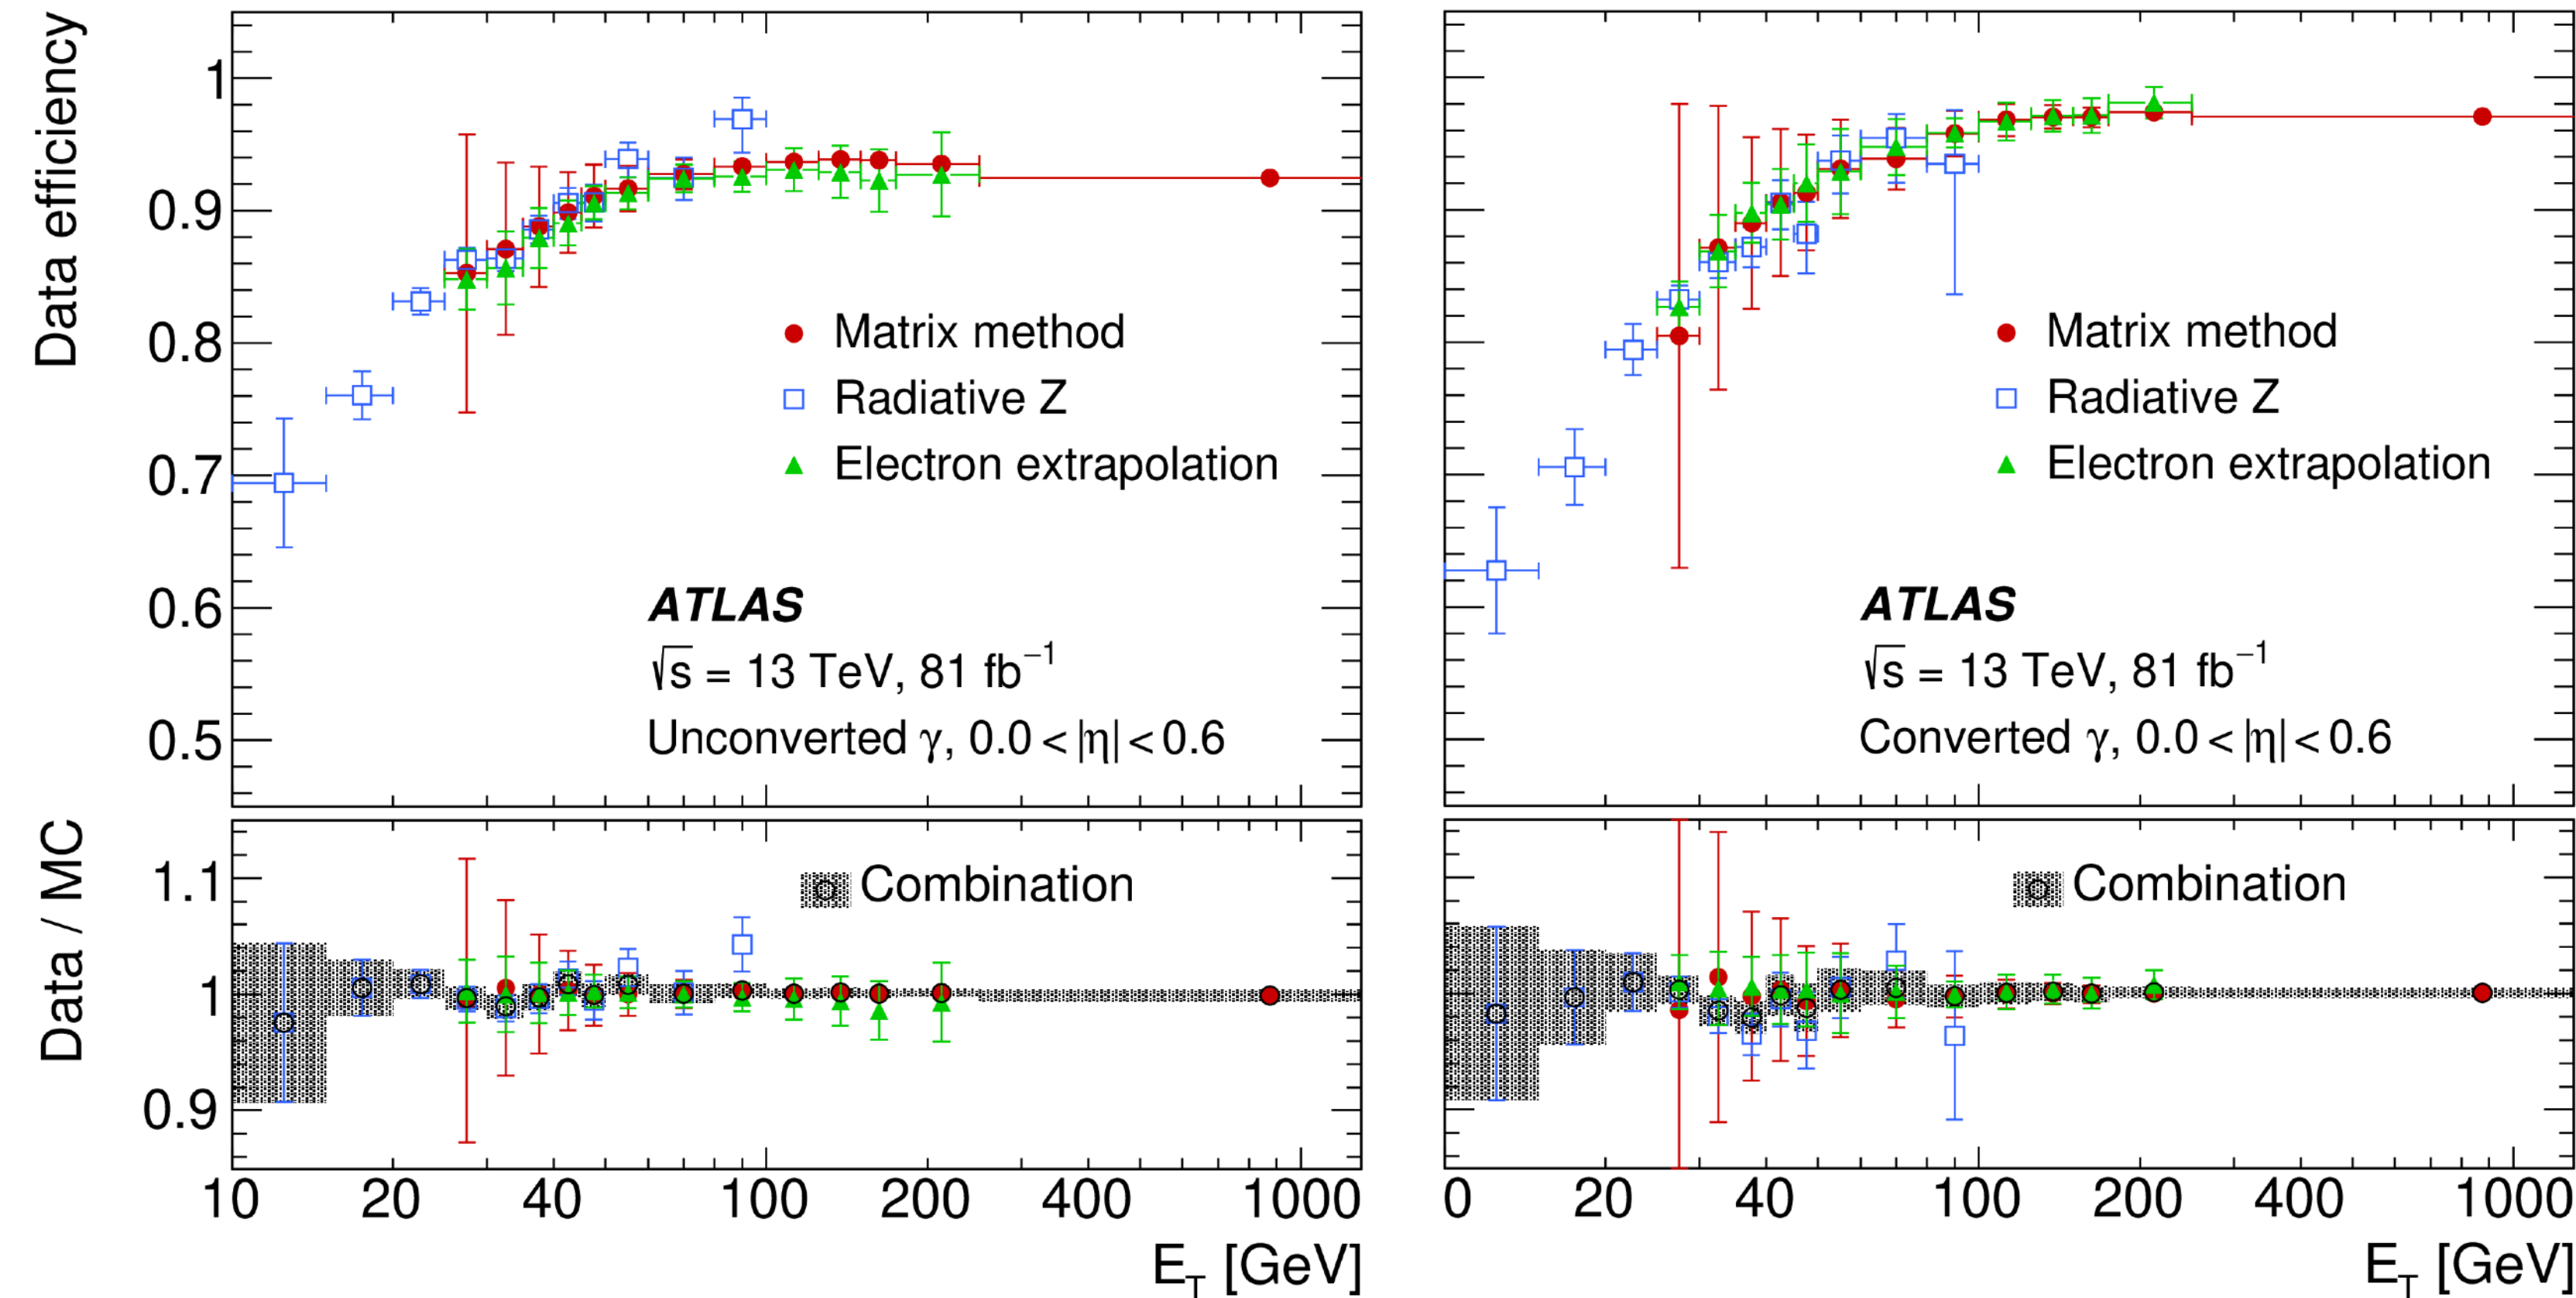 Data efficiency
1
0.9
0.8
0.7
0.6
0.5
Matrix method
Radiative Z
Electron extrapolation
ATLAS
√s = 13 TeV, 81 fb⁻¹
Unconverted γ, 0.0 < |η| < 0.6
Data / MC
1.1
1
0.9
Combination
10 20 40 100 200 400 1000
E_T [GeV]
Matrix method
Radiative Z
Electron extrapolation
ATLAS
√s = 13 TeV, 81 fb⁻¹
Converted γ, 0.0 < |η| < 0.6
Combination
0 20 40 100 200 400 1000
E_T [GeV]